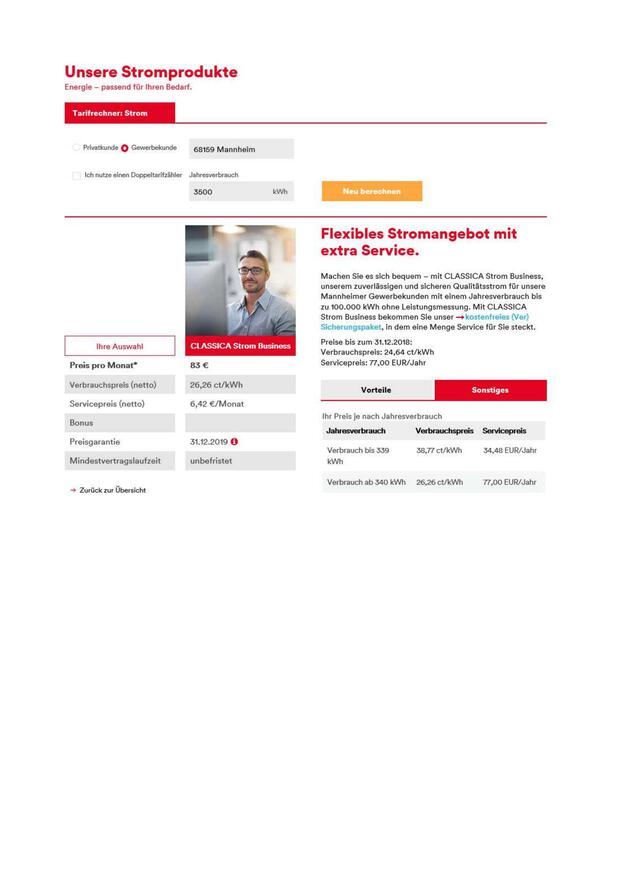 Unsere Stromprodukte
Energie – passend für Ihren Bedarf.
Tarifrechner: Strom
Privatkunde Gewerbekunde 68159 Mannheim
Ich nutze einen Doppeltarifzähler Jahresverbrauch
3500 kWh Neu berechnen
Ihre Auswahl CLASSICA Strom Business
Preis pro Monat* 83 €
Verbrauchspreis (netto) 26,26 ct/kWh
Servicepreis (netto) 6,42 €/Monat
Bonus
Preisgarantie 31.12.2019
Mindestvertragslaufzeit unbefristet
→ Zurück zur Übersicht
Flexibles Stromangebot mit
extra Service.
Machen Sie es sich bequem – mit CLASSICA Strom Business,
unserem zuverlässigen und sicheren Qualitätsstrom für unsere
Mannheimer Gewerbekunden mit einem Jahresverbrauch bis
zu 100.000 kWh ohne Leistungsmessung. Mit CLASSICA
Strom Business bekommen Sie unser → kostenfreies (Ver)
Sicherungspaket, in dem eine Menge Service für Sie steckt.
Preise bis zum 31.12.2018:
Verbrauchspreis: 24,64 ct/kWh
Servicepreis: 77,00 EUR/Jahr
Vorteile Sonstiges
Ihr Preis je nach Jahresverbrauch
Jahresverbrauch Verbrauchspreis Servicepreis
Verbrauch bis 339 38,77 ct/kWh 34,48 EUR/Jahr
kWh
Verbrauch ab 340 kWh 26,26 ct/kWh 77,00 EUR/Jahr